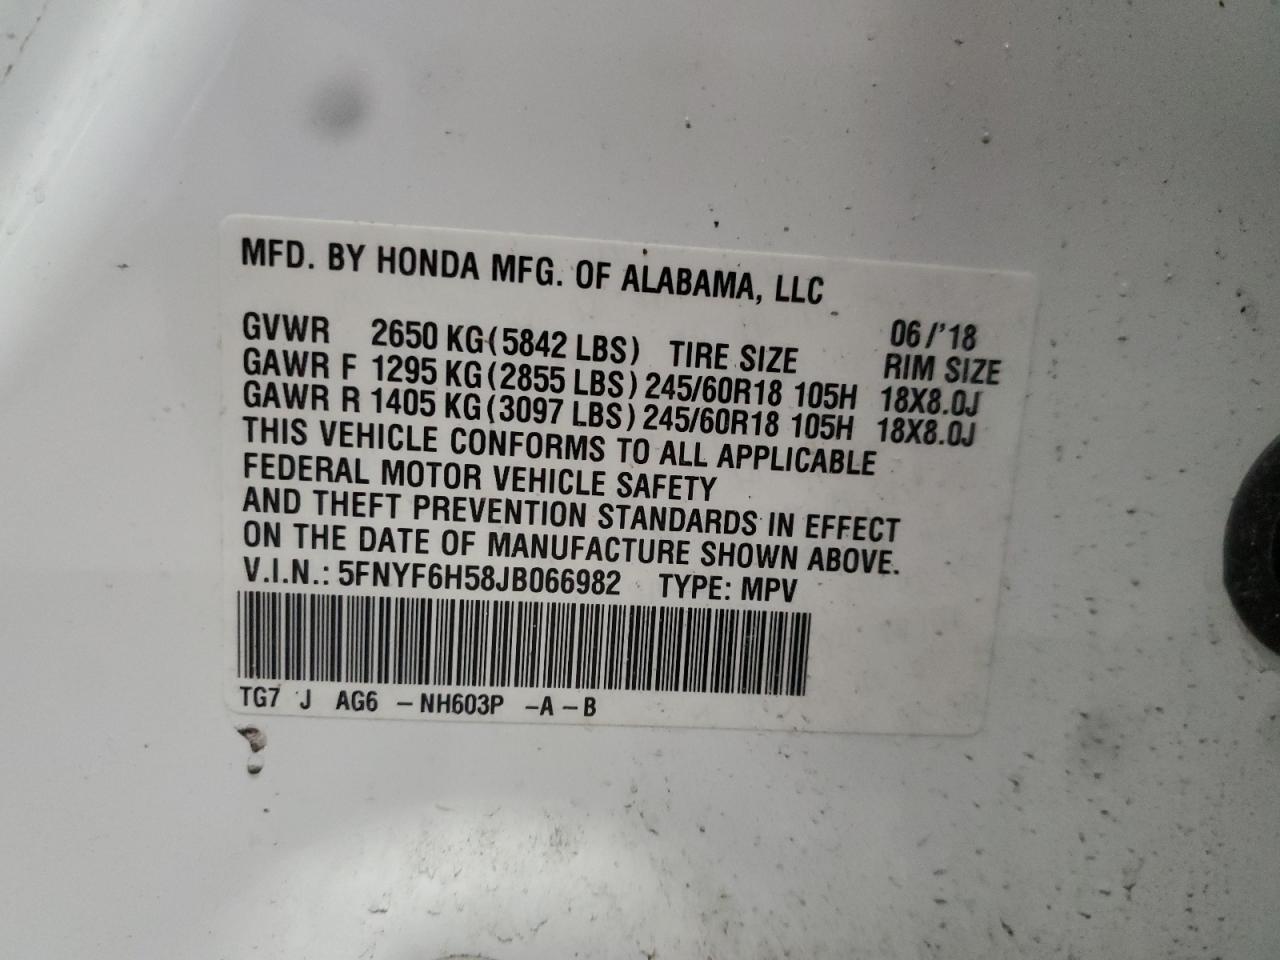 MFD. BY HONDA MFG. OF ALABAMA, LLC
06/'18
GVWR 2650 KG(5842 LBS) TIRE SIZE RIM SIZE
GAWR F 1295 KG(2855 LBS) 245/60R18 105H 18X8.0J
GAWR R 1405 KG(3097 LBS) 245/60R18 105H 18X8.0J
THIS VEHICLE CONFORMS TO ALL APPLICABLE
FEDERAL MOTOR VEHICLE SAFETY
AND THEFT PREVENTION STANDARDS IN EFFECT
ON THE DATE OF MANUFACTURE SHOWN ABOVE.
V.I.N.: 5FNYF6H58JB066982 TYPE: MPV
TG7 J AG6 -NH603P -A-B